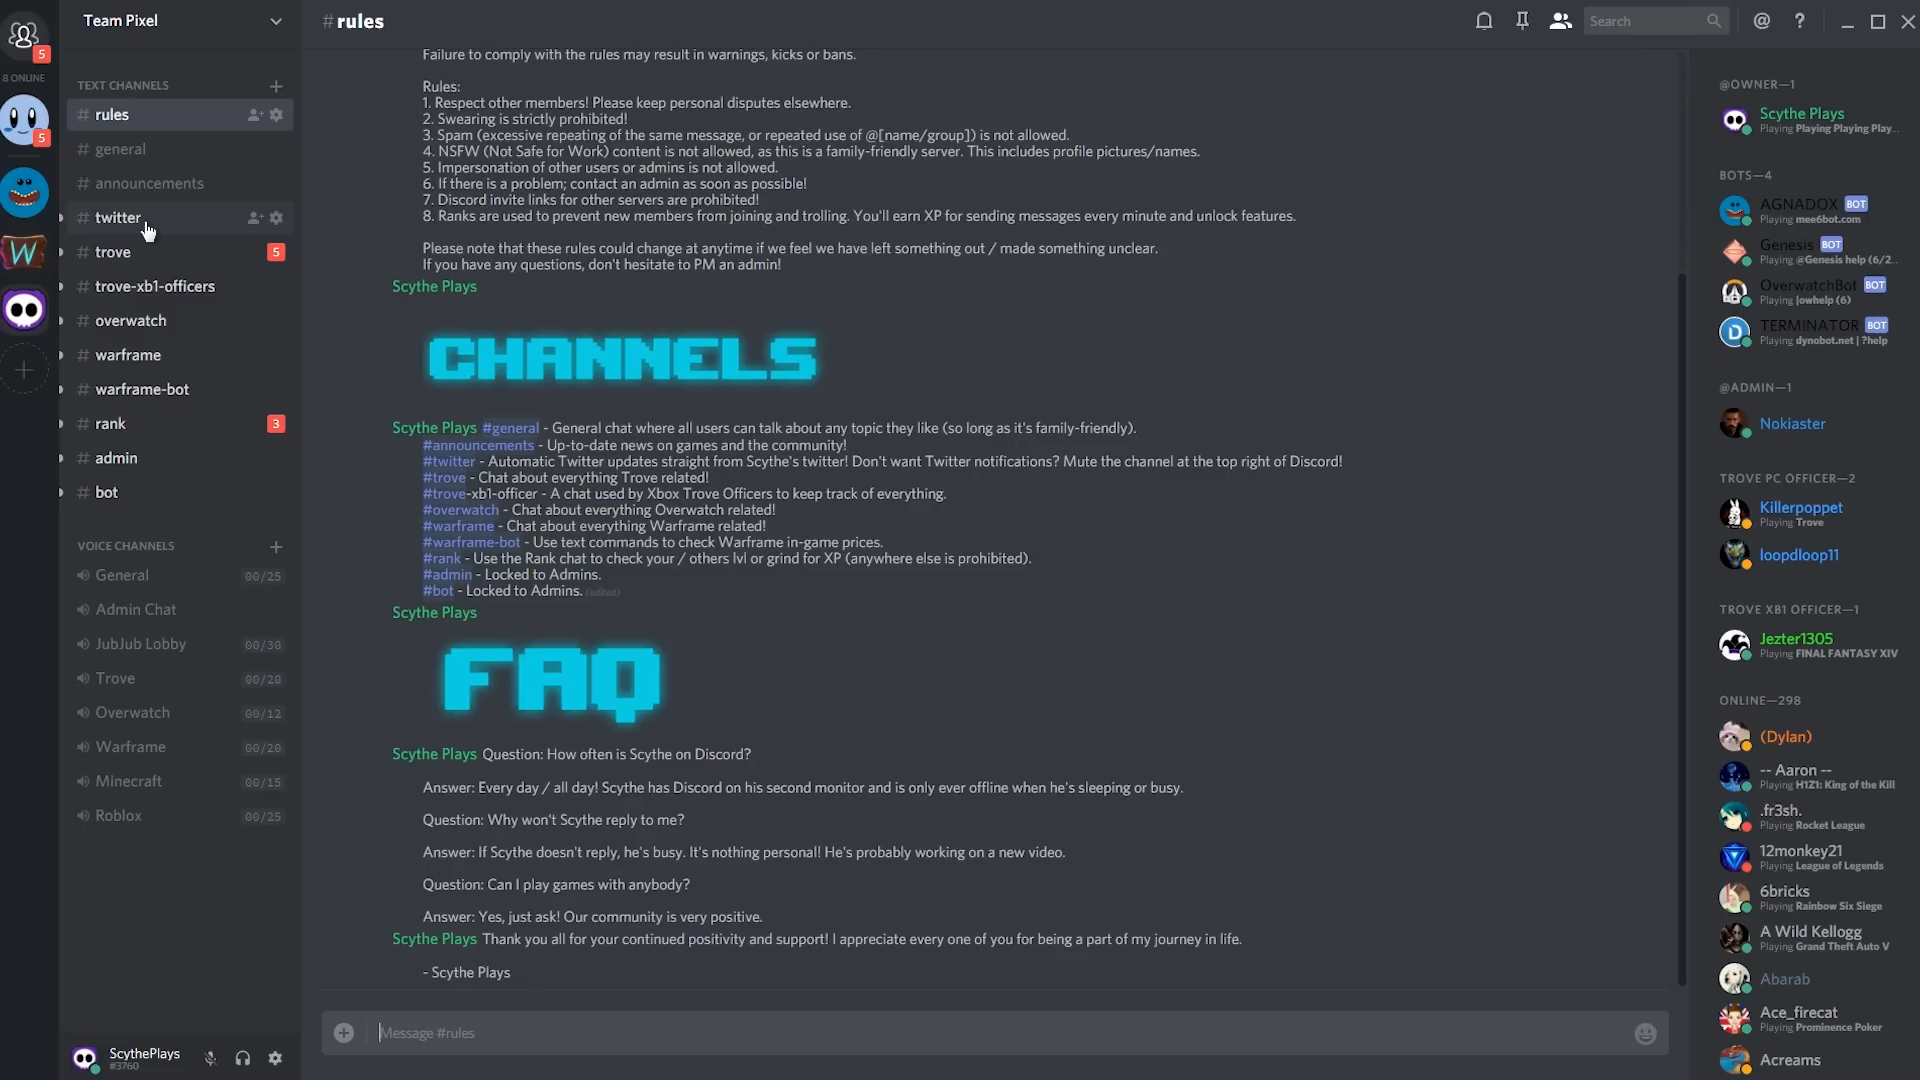 5
8 ONLINE
5
W
Team Pixel
TEXT CHANNELS
# rules
# general
# announcements
# twitter
# trove 5
# trove-xb1-officers
# overwatch
# warframe
# warframe-bot
# rank 3
# admin
# bot
VOICE CHANNELS
General 00/25
Admin Chat
JubJub Lobby 00/30
Trove 00/20
Overwatch 00/12
Warframe 00/20
Minecraft 00/15
Roblox 00/25
ScythePlays
#3760
#rules
Search
@ ?
Failure to comply with the rules may result in warnings, kicks or bans.
Rules:
1. Respect other members! Please keep personal disputes elsewhere.
2. Swearing is strictly prohibited!
3. Spam (excessive repeating of the same message, or repeated use of @[name/group]) is not allowed.
4. NSFW (Not Safe for Work) content is not allowed, as this is a family-friendly server. This includes profile pictures/names.
5. Impersonation of other users or admins is not allowed.
6. If there is a problem; contact an admin as soon as possible!
7. Discord invite links for other servers are prohibited!
8. Ranks are used to prevent new members from joining and trolling. You'll earn XP for sending messages every minute and unlock features.
Please note that these rules could change at anytime if we feel we have left something out / made something unclear.
If you have any questions, don't hesitate to PM an admin!
Scythe Plays
CHANNELS
Scythe Plays #general - General chat where all users can talk about any topic they like (so long as it's family-friendly).
#announcements - Up-to-date news on games and the community!
#twitter - Automatic Twitter updates straight from Scythe's twitter! Don't want Twitter notifications? Mute the channel at the top right of Discord!
#trove - Chat about everything Trove related!
#trove-xb1-officer - A chat used by Xbox Trove Officers to keep track of everything.
#overwatch - Chat about everything Overwatch related!
#warframe - Chat about everything Warframe related!
#warframe-bot - Use text commands to check Warframe in-game prices.
#rank - Use the Rank chat to check your / others lvl or grind for XP (anywhere else is prohibited).
#admin - Locked to Admins.
#bot - Locked to Admins. (edited)
Scythe Plays
FAQ
Scythe Plays Question: How often is Scythe on Discord?
Answer: Every day / all day! Scythe has Discord on his second monitor and is only ever offline when he's sleeping or busy.
Question: Why won't Scythe reply to me?
Answer: If Scythe doesn't reply, he's busy. It's nothing personal! He's probably working on a new video.
Question: Can I play games with anybody?
Answer: Yes, just ask! Our community is very positive.
Scythe Plays Thank you all for your continued positivity and support! I appreciate every one of you for being a part of my journey in life.
- Scythe Plays
Message #rules
@OWNER—1
Scythe Plays
Playing Playing Playing Play...
BOTS—4
AGNADOX BOT
Playing mee6bot.com
Genesis BOT
Playing @Genesis help (6/2...
OverwatchBot BOT
Playing |owhelp (6)
TERMINATOR BOT
Playing dynobot.net | ?help
@ADMIN—1
Nokiaster
TROVE PC OFFICER—2
Killerpoppet
Playing Trove
loopdloop11
TROVE XB1 OFFICER—1
Jezter1305
Playing FINAL FANTASY XIV
ONLINE—298
(Dylan)
-- Aaron --
Playing H1Z1: King of the Kill
.fr3sh.
Playing Rocket League
12monkey21
Playing League of Legends
6bricks
Playing Rainbow Six Siege
A Wild Kellogg
Playing Grand Theft Auto V
Abarab
Ace_firecat
Playing Prominence Poker
Acreams